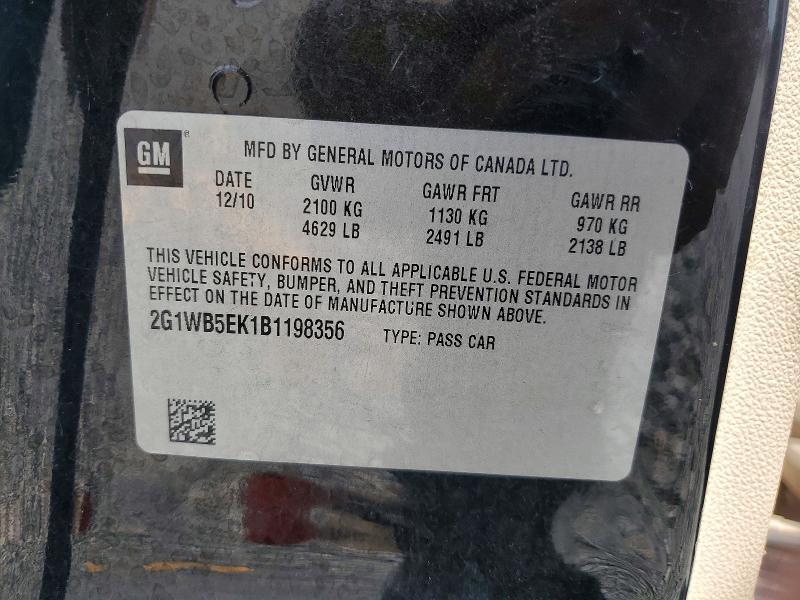 GM®
MFD BY GENERAL MOTORS OF CANADA LTD.
DATE GVWR GAWR FRT GAWR RR
12/10 2100 KG 1130 KG 970 KG
4629 LB 2491 LB 2138 LB
THIS VEHICLE CONFORMS TO ALL APPLICABLE U.S. FEDERAL MOTOR
VEHICLE SAFETY, BUMPER, AND THEFT PREVENTION STANDARDS IN
EFFECT ON THE DATE OF MANUFACTURE SHOWN ABOVE.
2G1WB5EK1B1198356 TYPE: PASS CAR